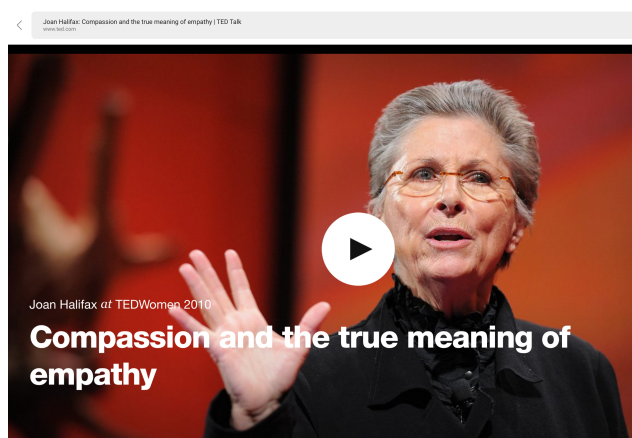 Joan Halifax: Compassion and the true meaning of empathy | TED Talk
www.ted.com
Joan Halifax at TEDWomen 2010
Compassion and the true meaning of
empathy